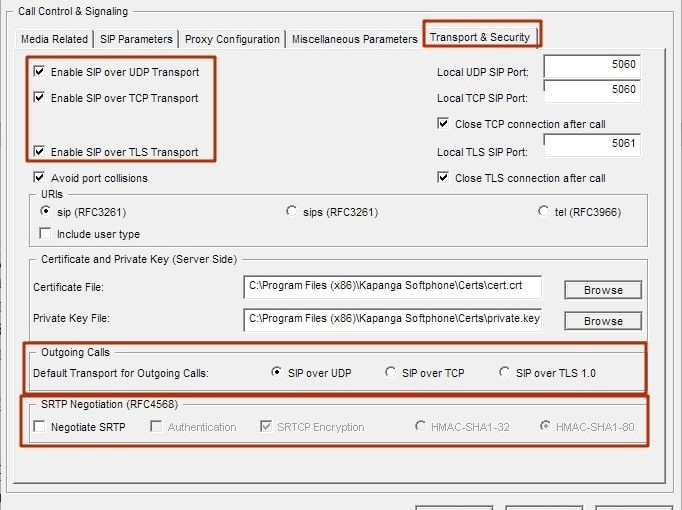 Call Control & Signaling
Media Related SIP Parameters Proxy Configuration Miscellaneous Parameters Transport & Security
Enable SIP over UDP Transport Local UDP SIP Port: 5060
Enable SIP over TCP Transport Local TCP SIP Port: 5060
Close TCP connection after call
Enable SIP over TLS Transport Local TLS SIP Port: 5061
Avoid port collisions Close TLS connection after call
URIs
sip (RFC3261) sips (RFC3261) tel (RFC3966)
Include user type
Certificate and Private Key (Server Side)
Certificate File: C:\Program Files (x86)\Kapanga Softphone\Certs\cert.crt Browse
Private Key File: C:\Program Files (x86)\Kapanga Softphone\Certs\private.key Browse
Outgoing Calls
Default Transport for Outgoing Calls: SIP over UDP SIP over TCP SIP over TLS 1.0
SRTP Negotiation (RFC4568)
Negotiate SRTP Authentication SRTCP Encryption HMAC-SHA1-32 HMAC-SHA1-80